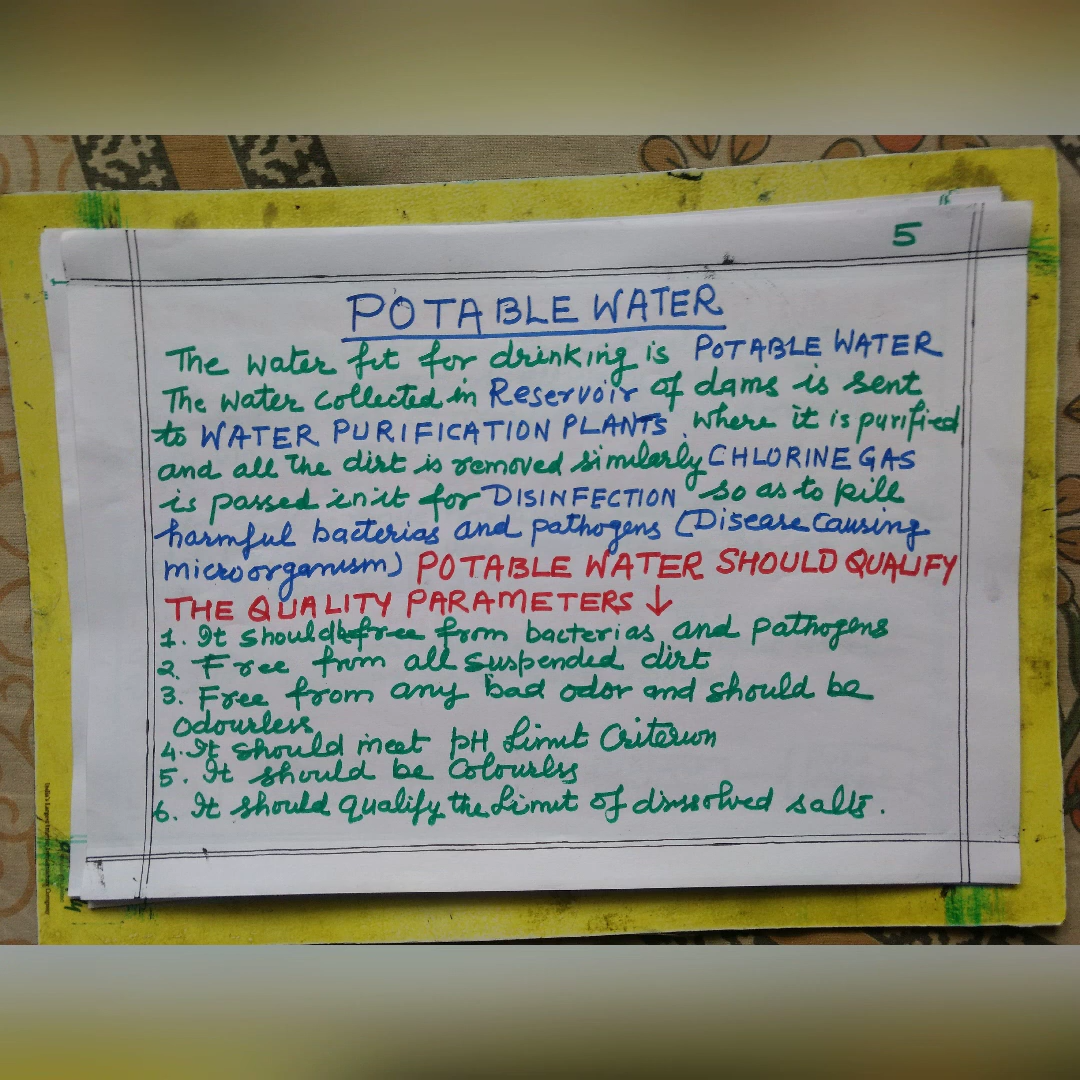 5
POTABLE WATER
The water fit for drinking is POTABLE WATER
The water collected in Reservoir of dams is sent
to WATER PURIFICATION PLANTS, where it is purified
and all the dirt is removed similarly CHLORINE GAS
is passed in it for DISINFECTION so as to kill
harmful bacterias and pathogens (Disease Causing
microorganism) POTABLE WATER SHOULD QUALIFY
THE QUALITY PARAMETERS ↓
1. It should be free from bacterias and pathogens
2. Free from all suspended dirt
3. Free from any bad odor and should be
Odourless
4. It should meet pH Limit Criterion
5. It should be Colourless
6. It should qualify the Limit of dissolved salts.